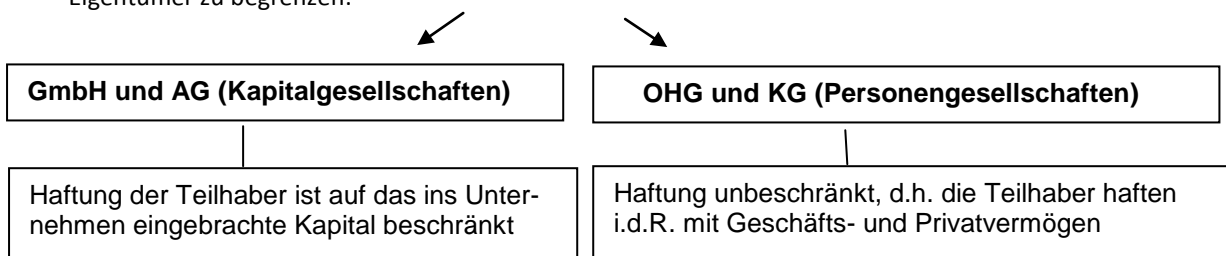 Eigentümer zu begrenzen.
GmbH und AG (Kapitalgesellschaften)
OHG und KG (Personengesellschaften)
Haftung der Teilhaber ist auf das ins Unter-
nehmen eingebrachte Kapital beschränkt
Haftung unbeschränkt, d.h. die Teilhaber haften
i.d.R. mit Geschäfts- und Privatvermögen